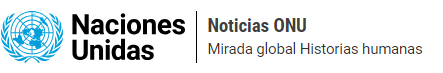 Naciones
Unidas
Noticias ONU
Mirada global Historias humanas